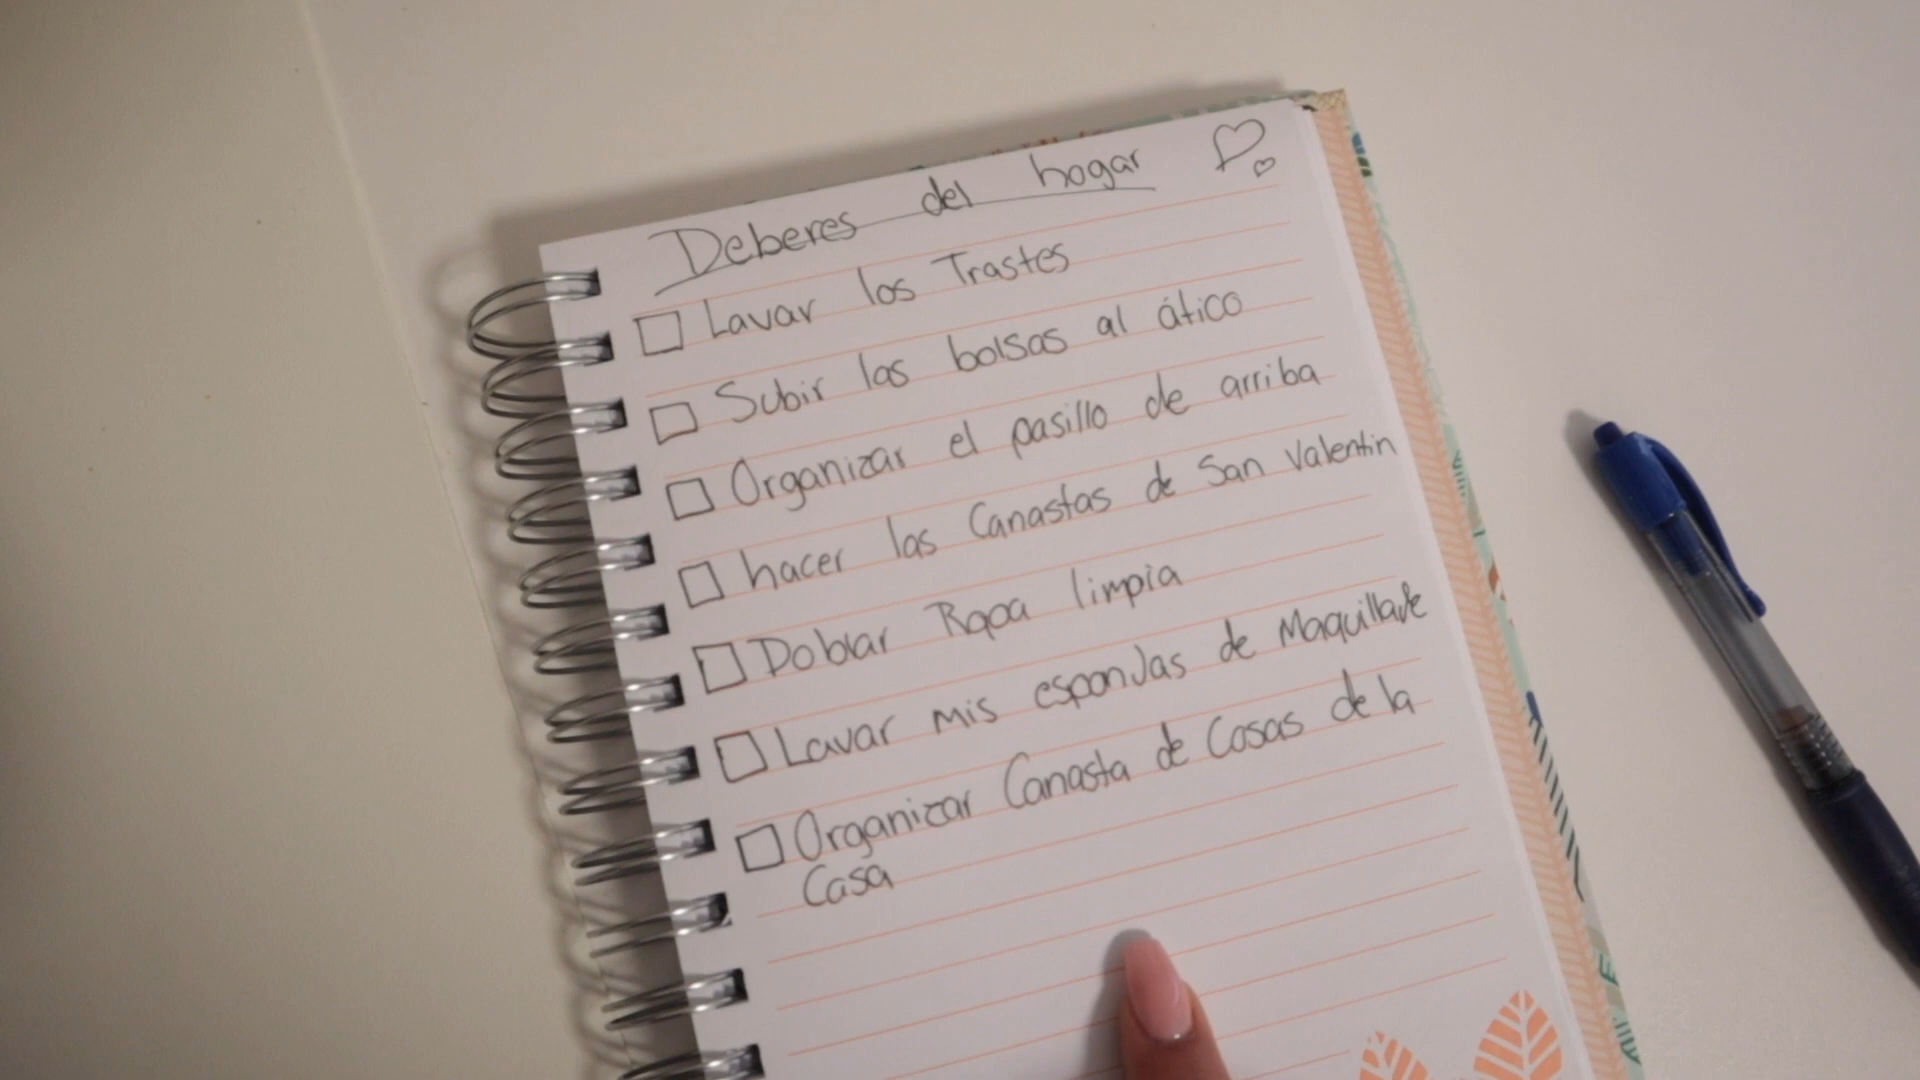 Deberes del hogar
Lavar los Trastes
Subir las bolsas al ático
Organizar el pasillo de arriba
hacer las Canastas de San Valentin
Doblar Ropa limpia
Lavar mis esponJas de Maquillaje
Organizar Canasta de Cosas de la
Casa